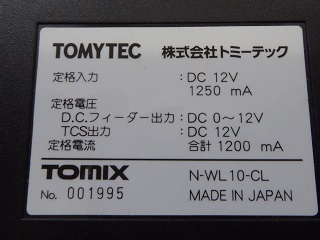 TOMYTEC 株式会社トミーテック
定格入力 : DC 12V
1250 mA
定格電圧
D.C.フィーダー出力 : DC 0～12V
TCS出力 : DC 12V
定格電流 合計 1200 mA
TOMIX N-WL10-CL
No. 001995 MADE IN JAPAN